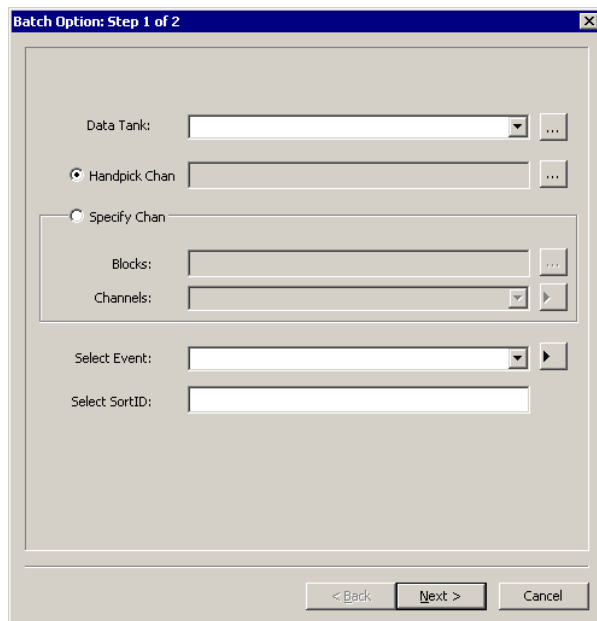 Batch Option: Step 1 of 2
Data Tank:
...
Handpick Chan
...
Specify Chan
Blocks:
...
Channels:
Select Event:
Select SortID:
< Back
Next >
Cancel